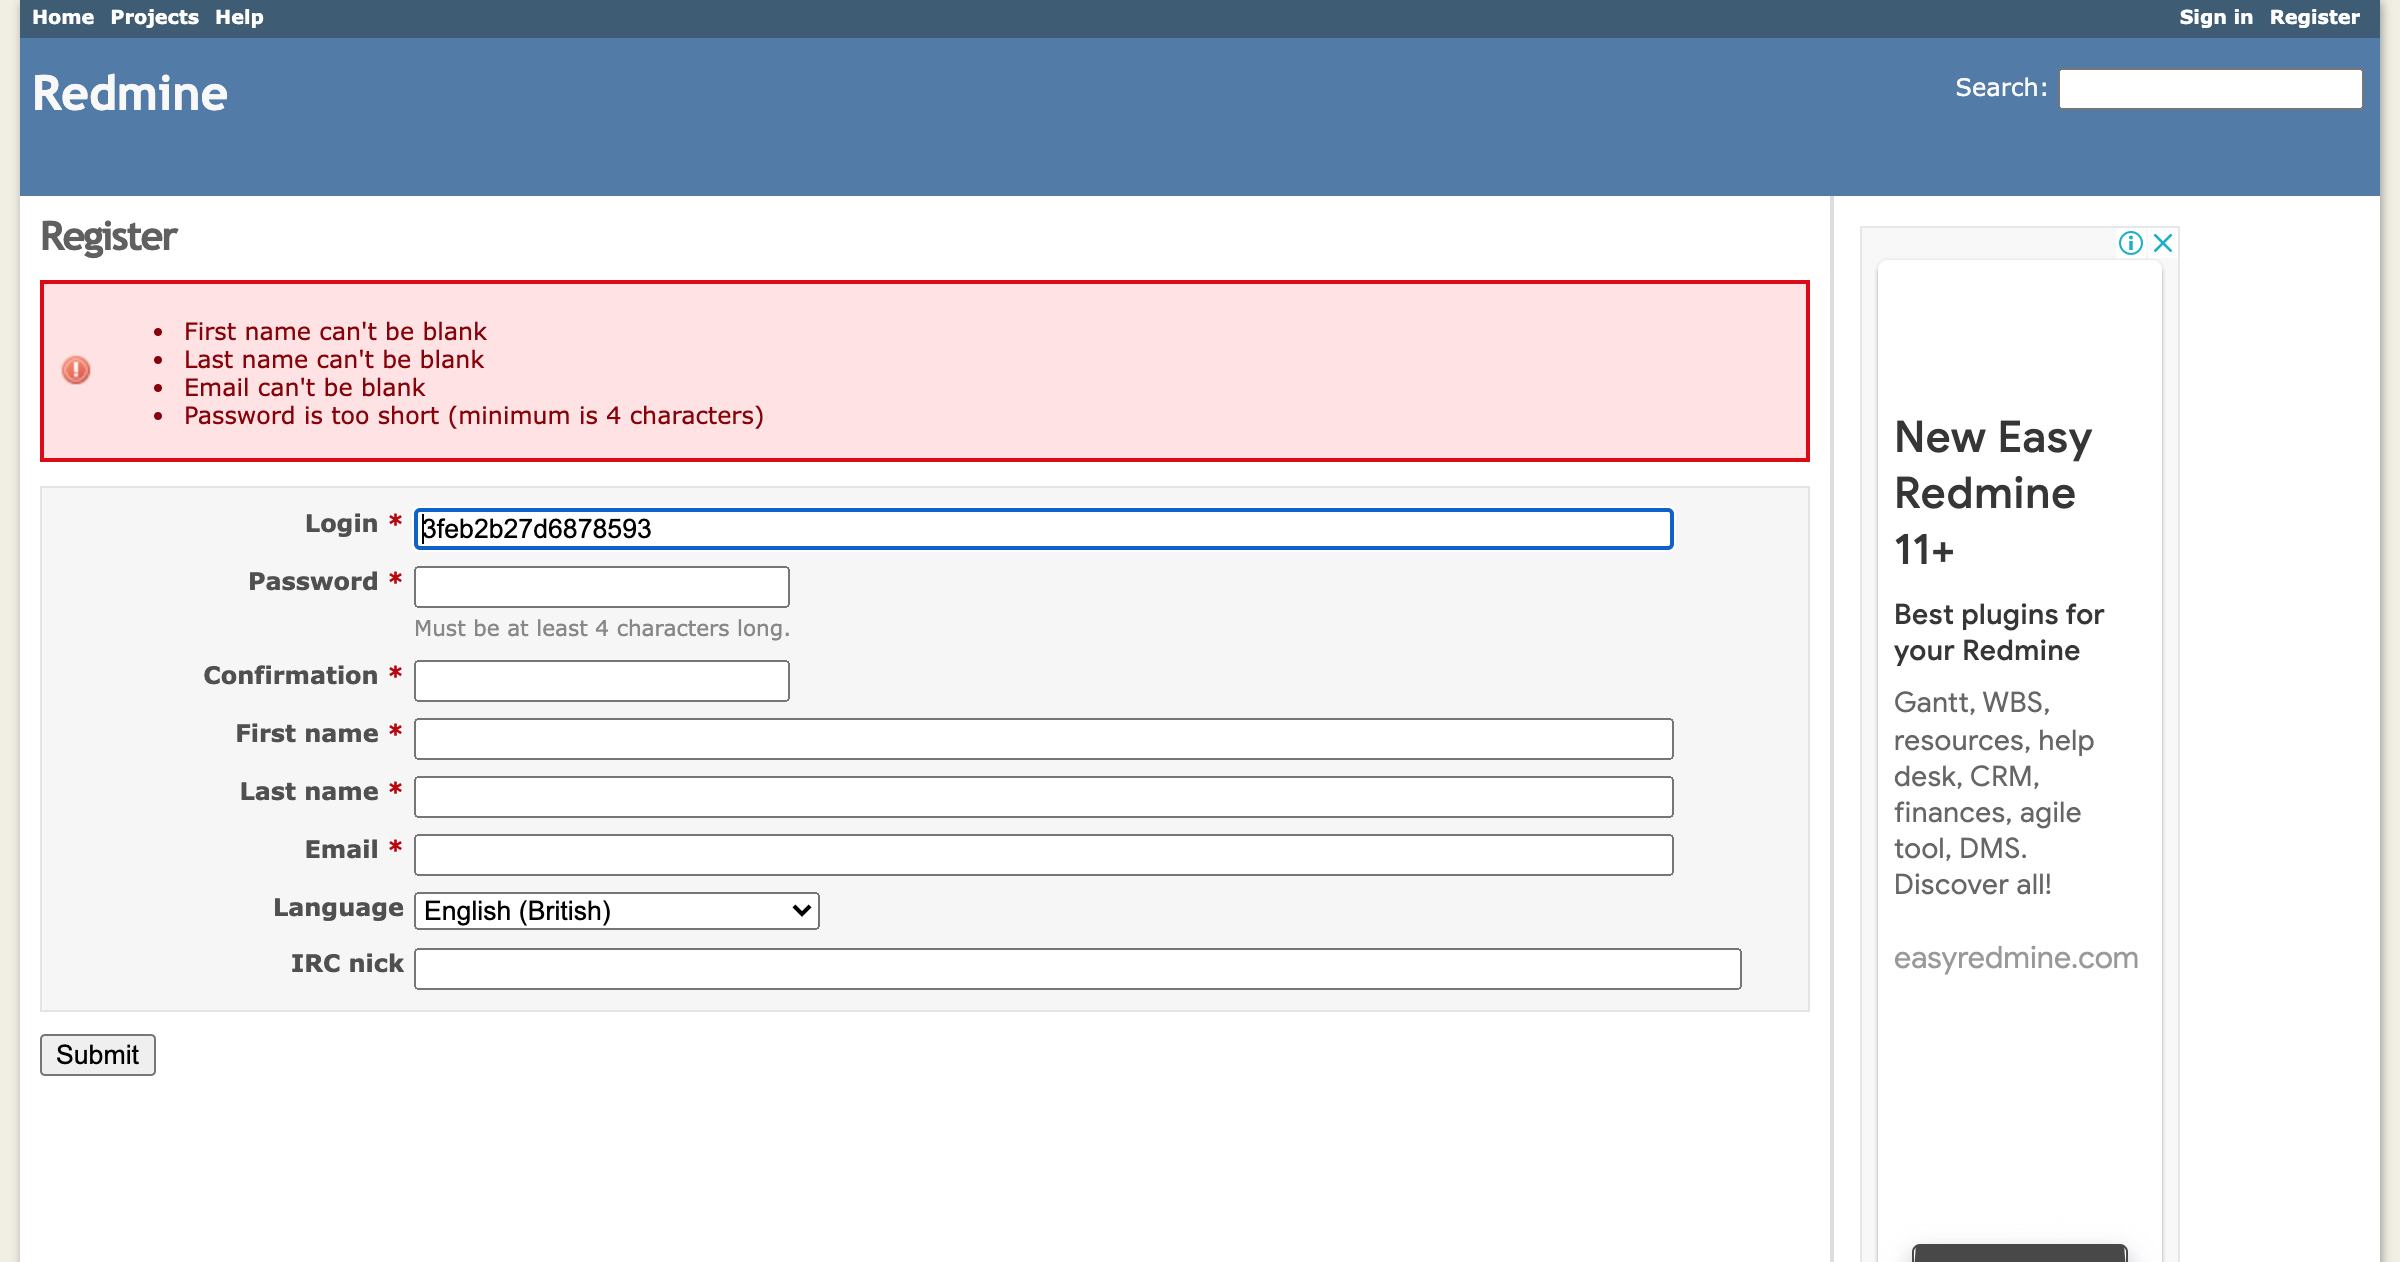 Home Projects Help
Sign in Register
Redmine
Search:
Register
First name can't be blank
Last name can't be blank
Email can't be blank
Password is too short (minimum is 4 characters)
Login *
3feb2b27d6878593
Password *
Must be at least 4 characters long.
Confirmation *
First name *
Last name *
Email *
Language
English (British)
IRC nick
Submit
New Easy
Redmine
11+
Best plugins for
your Redmine
Gantt, WBS,
resources, help
desk, CRM,
finances, agile
tool, DMS.
Discover all!
easyredmine.com